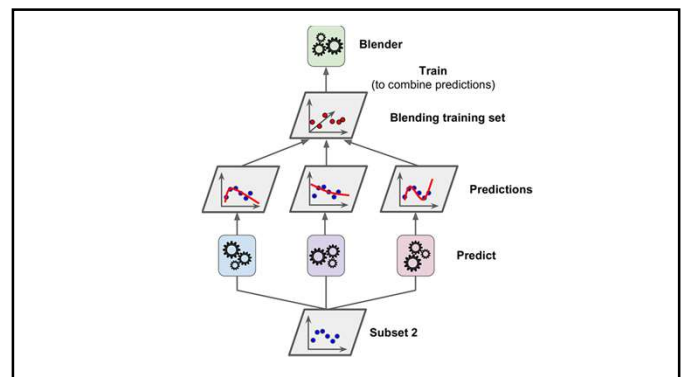 Blender
Train
(to combine predictions)
Blending training set
Predictions
Predict
Subset 2